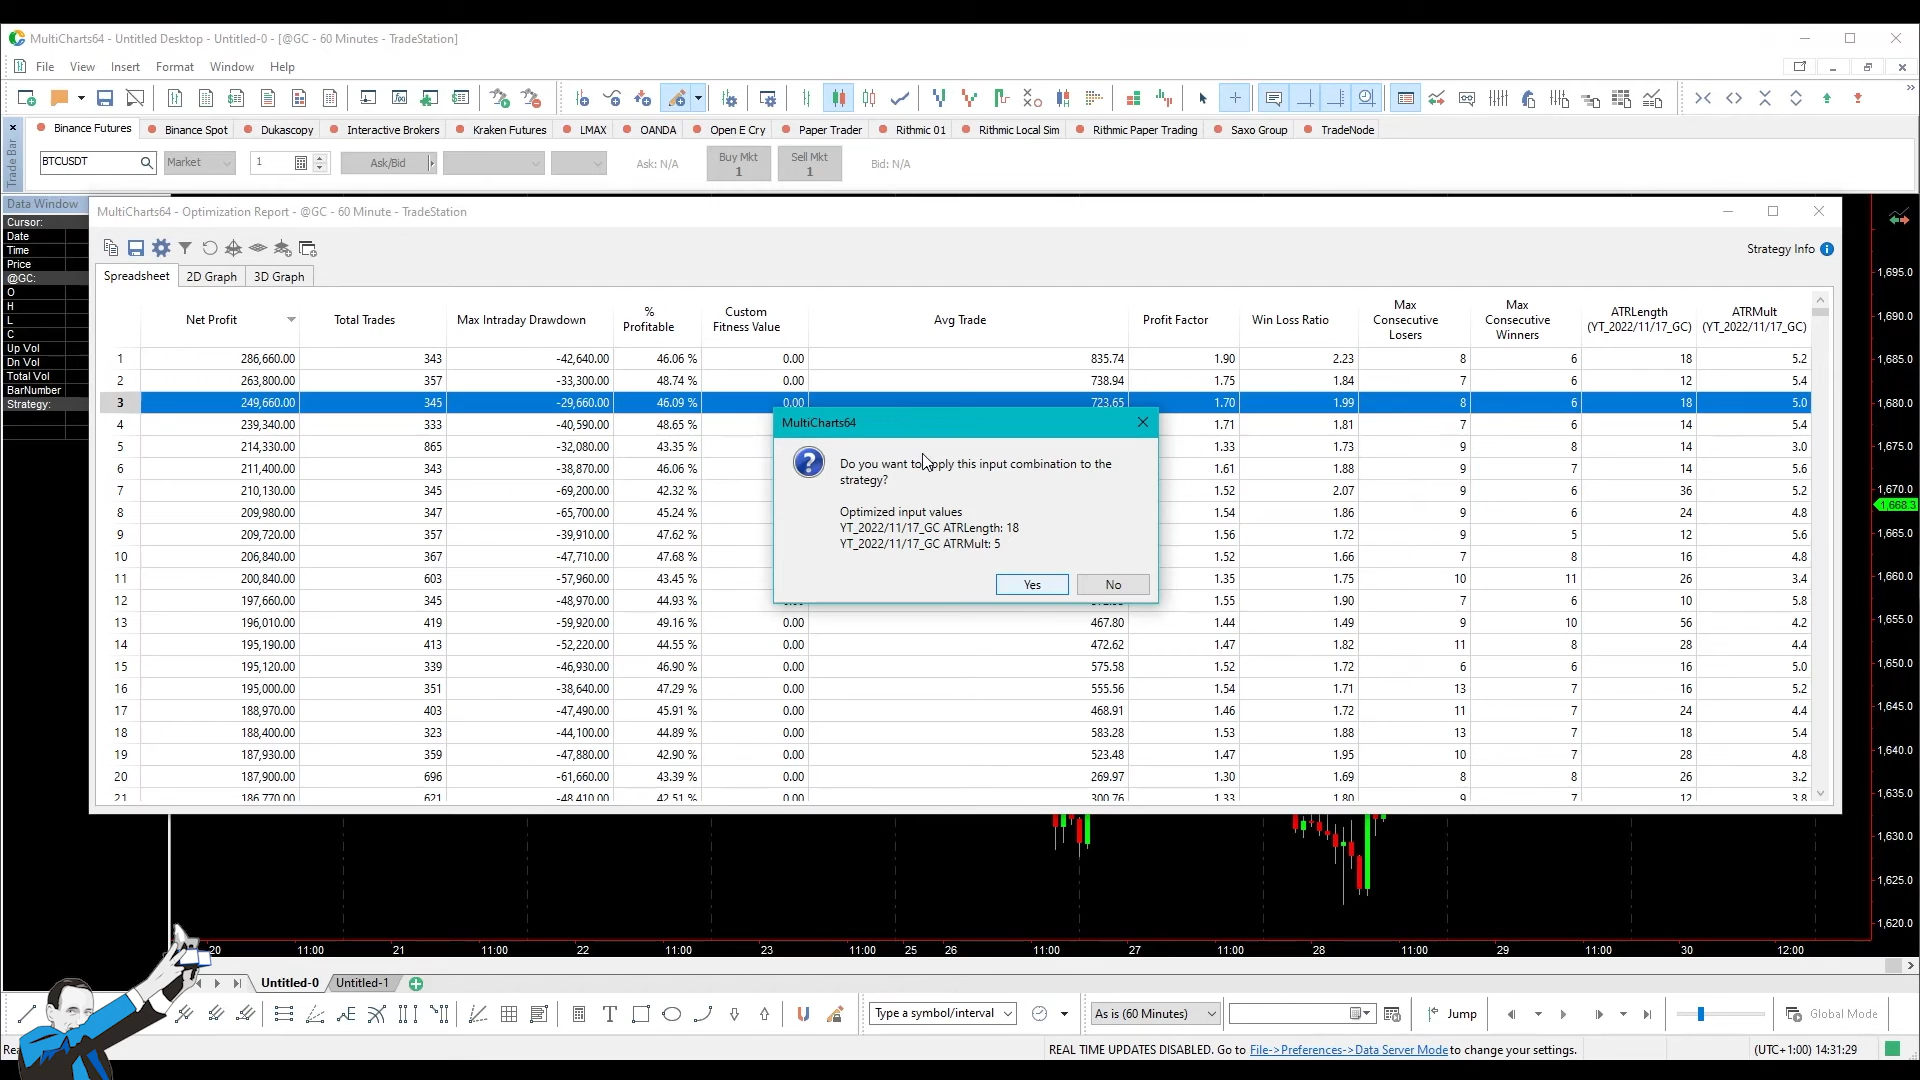 MultiCharts64 - Untitled Desktop - Untitled-0 - [@GC - 60 Minutes - TradeStation]
File View Insert Format Window Help
Binance Futures Binance Spot Dukascopy Interactive Brokers Kraken Futures LMAX OANDA Open E Cry Paper Trader Rithmic 01 Rithmic Local Sim Rithmic Paper Trading Saxo Group TradeNode
Trade Bar
BTCUSDT Market 1 Ask/Bid Ask: N/A Buy Mkt 1 Sell Mkt 1 Bid: N/A
Data Window
Cursor:
Date
Time
Price
@GC:
O
H
L
C
Up Vol
Dn Vol
Total Vol
BarNumber
Strategy:
MultiCharts64 - Optimization Report - @GC - 60 Minute - TradeStation
Strategy Info
Spreadsheet 2D Graph 3D Graph
Net Profit Total Trades Max Intraday Drawdown % Profitable Custom Fitness Value Avg Trade Profit Factor Win Loss Ratio Max Consecutive Losers Max Consecutive Winners ATRLength (YT_2022/11/17_GC) ATRMult (YT_2022/11/17_GC)
1 286,660.00 343 -42,640.00 46.06 % 0.00 835.74 1.90 2.23 8 6 18 5.2
2 263,800.00 357 -33,300.00 48.74 % 0.00 738.94 1.75 1.84 7 6 12 5.4
3 249,660.00 345 -29,660.00 46.09 % 0.00 723.65 1.70 1.99 8 6 18 5.0
4 239,340.00 333 -40,590.00 48.65 % 1.71 1.81 7 6 14 5.4
5 214,330.00 865 -32,080.00 43.35 % 1.33 1.73 9 8 14 3.0
6 211,400.00 343 -38,870.00 46.06 % 1.61 1.88 9 7 14 5.6
7 210,130.00 345 -69,200.00 42.32 % 1.52 2.07 9 6 36 5.2
8 209,980.00 347 -65,700.00 45.24 % 1.54 1.86 9 6 24 4.8
9 209,720.00 357 -39,910.00 47.62 % 1.56 1.72 9 5 12 5.6
10 206,840.00 367 -47,710.00 47.68 % 1.52 1.66 7 8 16 4.8
11 200,840.00 603 -57,960.00 43.45 % 1.35 1.75 10 11 26 3.4
12 197,660.00 345 -48,970.00 44.93 % 1.55 1.90 7 6 10 5.8
13 196,010.00 419 -59,920.00 49.16 % 0.00 467.80 1.44 1.49 9 10 56 4.2
14 195,190.00 413 -52,220.00 44.55 % 0.00 472.62 1.47 1.82 11 8 28 4.4
15 195,120.00 339 -46,930.00 46.90 % 0.00 575.58 1.52 1.72 6 6 16 5.0
16 195,000.00 351 -38,640.00 47.29 % 0.00 555.56 1.54 1.71 13 7 16 5.2
17 188,970.00 403 -47,490.00 45.91 % 0.00 468.91 1.46 1.72 11 7 24 4.4
18 188,400.00 323 -44,100.00 44.89 % 0.00 583.28 1.53 1.88 13 7 18 5.4
19 187,930.00 359 -47,880.00 42.90 % 0.00 523.48 1.47 1.95 10 7 28 4.8
20 187,900.00 696 -61,660.00 43.39 % 0.00 269.97 1.30 1.69 8 8 26 3.2
21 186,770.00 621 -48,410.00 42.51 % 0.00 300.76 1.33 1.80 9 7 12 3.8
MultiCharts64
Do you want to apply this input combination to the
strategy?
Optimized input values
YT_2022/11/17_GC ATRLength: 18
YT_2022/11/17_GC ATRMult: 5
Yes No
1,695.0
1,690.0
1,685.0
1,680.0
1,675.0
1,670.0
1,668.3
1,665.0
1,660.0
1,655.0
1,650.0
1,645.0
1,640.0
1,635.0
1,630.0
1,625.0
1,620.0
20 11:00 21 11:00 22 11:00 23 11:00 25 26 11:00 27 11:00 28 11:00 29 11:00 30 12:00
Untitled-0 Untitled-1
Type a symbol/interval As is (60 Minutes) Jump Global Mode
REAL TIME UPDATES DISABLED. Go to File->Preferences->Data Server Mode to change your settings. (UTC+1:00) 14:31:29